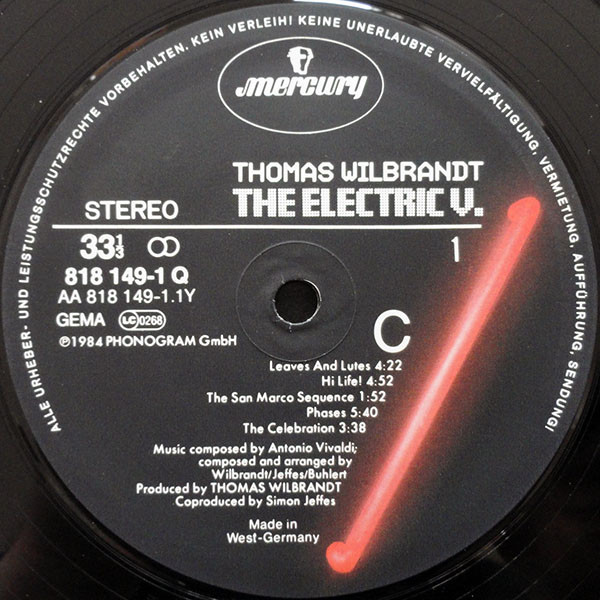 ALLE URHEBER- UND LEISTUNGSSCHUTZRECHTE VORBEHALTEN. KEIN VERLEIH! KEINE UNERLAUBTE VERVIELFÄLTIGUNG, VERMIETUNG, AUFFÜHRUNG, SENDUNG!
mercury
THOMAS WILBRANDT
THE ELECTRIC V.
STEREO
33⅓
1
818 149-1 Q
AA 818 149-1.1Y
GEMA LC 0268
℗1984 PHONOGRAM GmbH
C
Leaves And Lutes 4:22
Hi Life! 4:52
The San Marco Sequence 1:52
Phases 5:40
The Celebration 3:38
Music composed by Antonio Vivaldi;
composed and arranged by
Wilbrandt/Jeffes/Buhlert
Produced by THOMAS WILBRANDT
Coproduced by Simon Jeffes
Made in
West-Germany